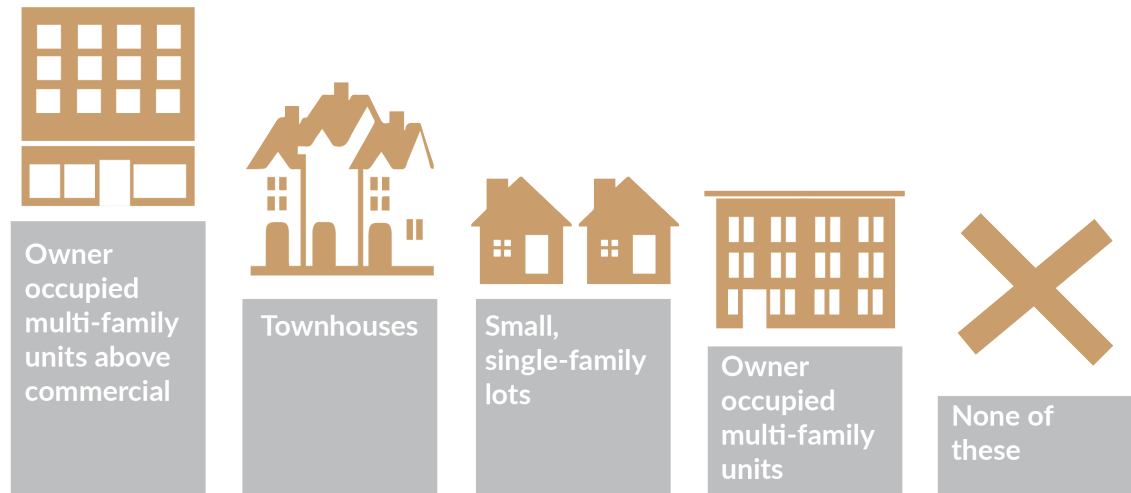 Owner
occupied
multi-family
units above
commercial
Townhouses
Small,
single-family
lots
Owner
occupied
multi-family
units
None of
these